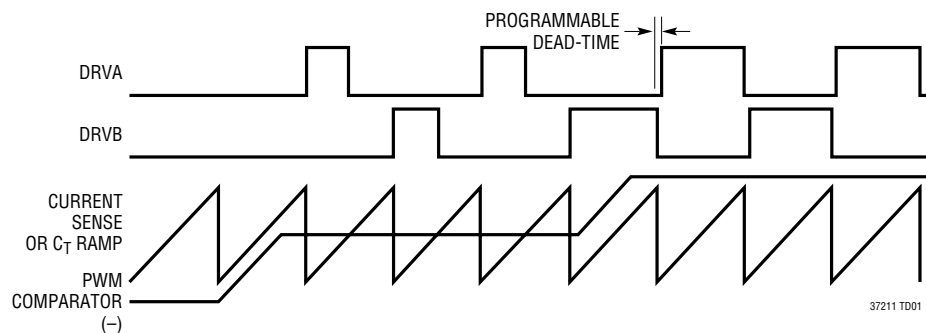 PROGRAMMABLE
DEAD-TIME
DRVA
DRVB
CURRENT
SENSE
OR CT RAMP
PWM
COMPARATOR
(–)
37211 TD01